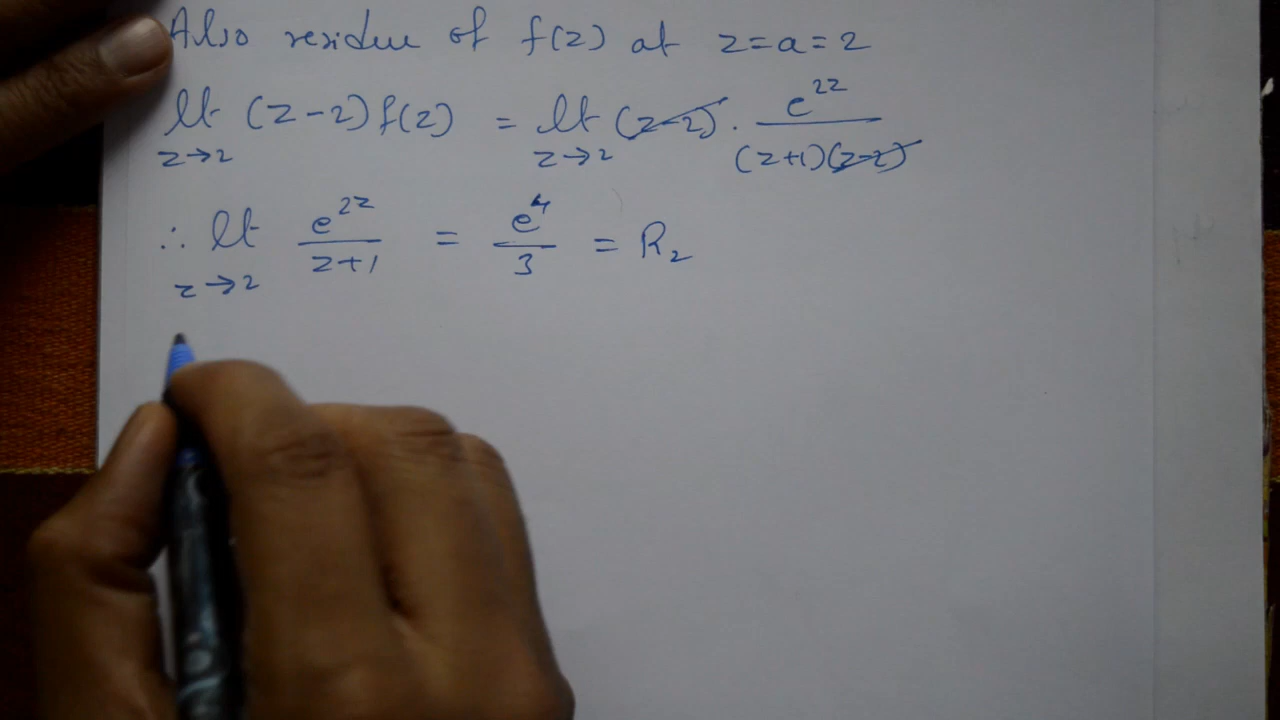 Also residue of f(z) at z=a=2
lt z→2 (z-2) f(z) = lt z→2 (z-2) · e^{2z} / (z+1)(z-2)
∴ lt z→2 e^{2z} / z+1 = e^4 / 3 = R_2